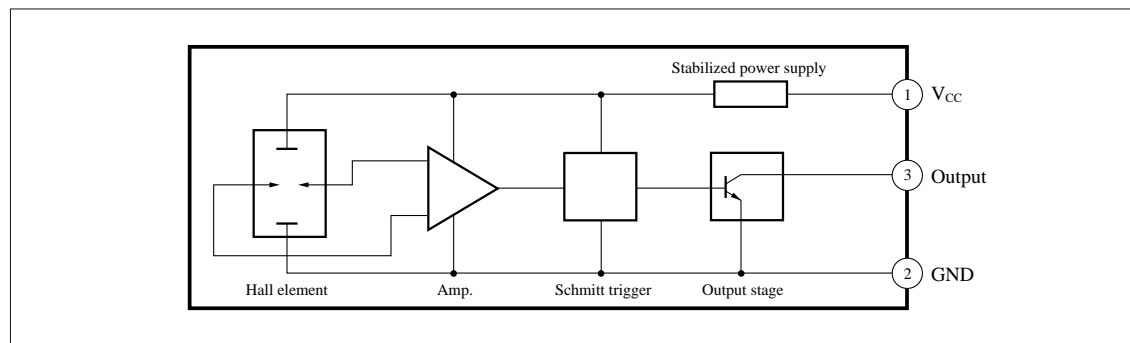 Stabilized power supply
1 VCC
3 Output
2 GND
Hall element
Amp.
Schmitt trigger
Output stage